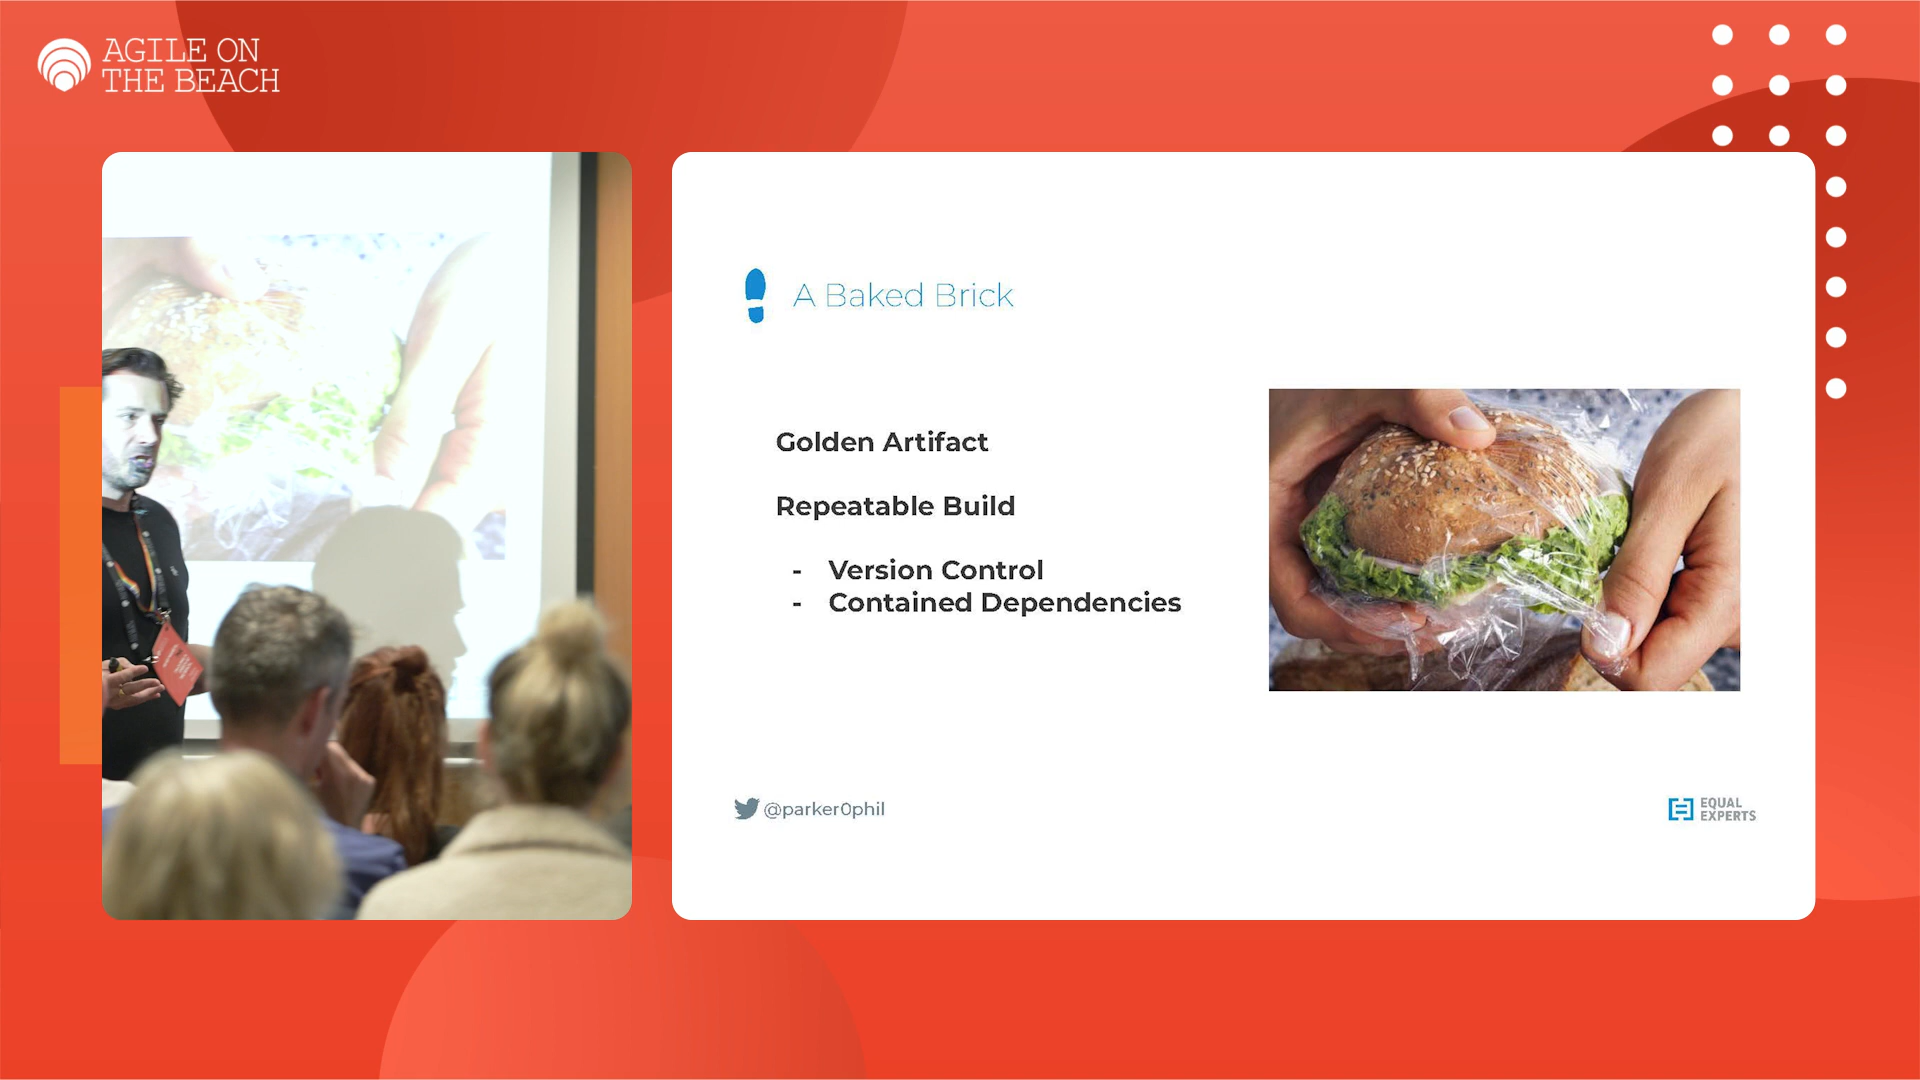 AGILE ON
THE BEACH
A Baked Brick
Golden Artifact
Repeatable Build
- Version Control
- Contained Dependencies
@parker0phil
EQUAL
EXPERTS